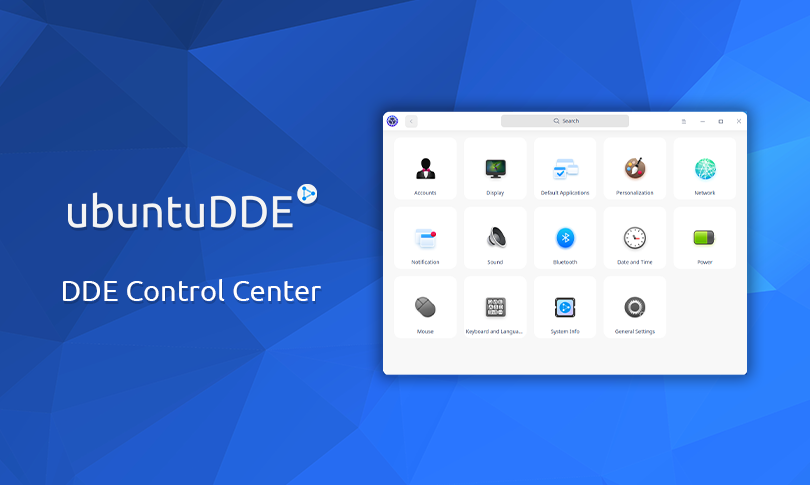 ubuntuDDE
DDE Control Center
Search
Accounts
Display
Default Applications
Personalization
Network
Notification
Sound
Bluetooth
Date and Time
Power
Mouse
Keyboard and Langua...
System Info
General Settings